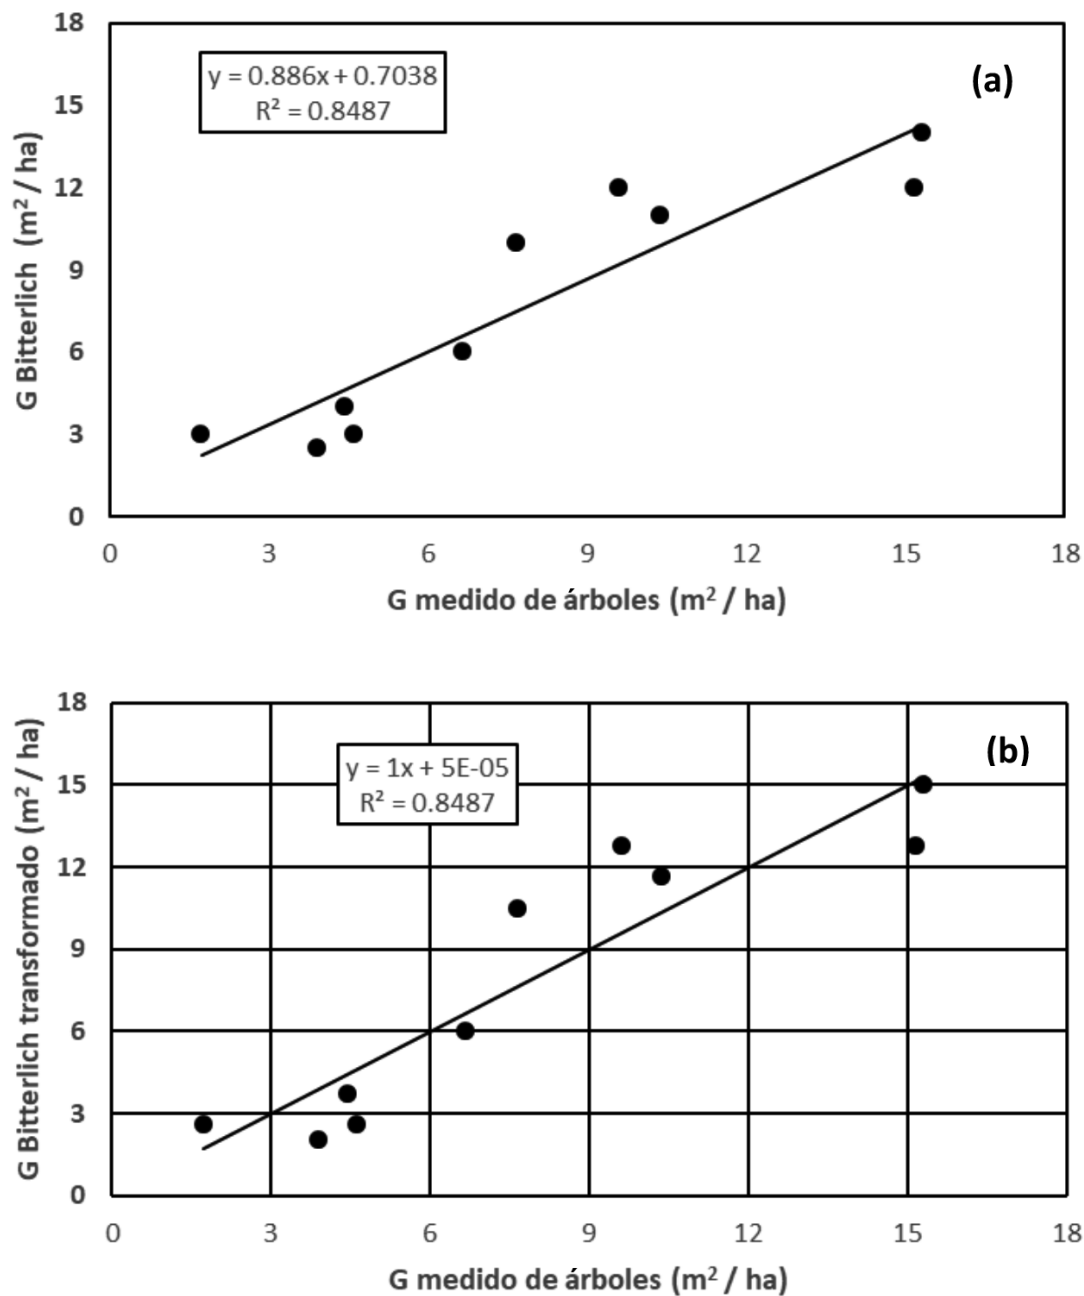 18
15
12
9
6
3
0
G Bitterlich (m² / ha)
y = 0.886x + 0.7038
R² = 0.8487
(a)
0 3 6 9 12 15 18
G medido de árboles (m² / ha)
18
15
12
9
6
3
0
G Bitterlich transformado (m² / ha)
y = 1x + 5E-05
R² = 0.8487
(b)
0 3 6 9 12 15 18
G medido de árboles (m² / ha)